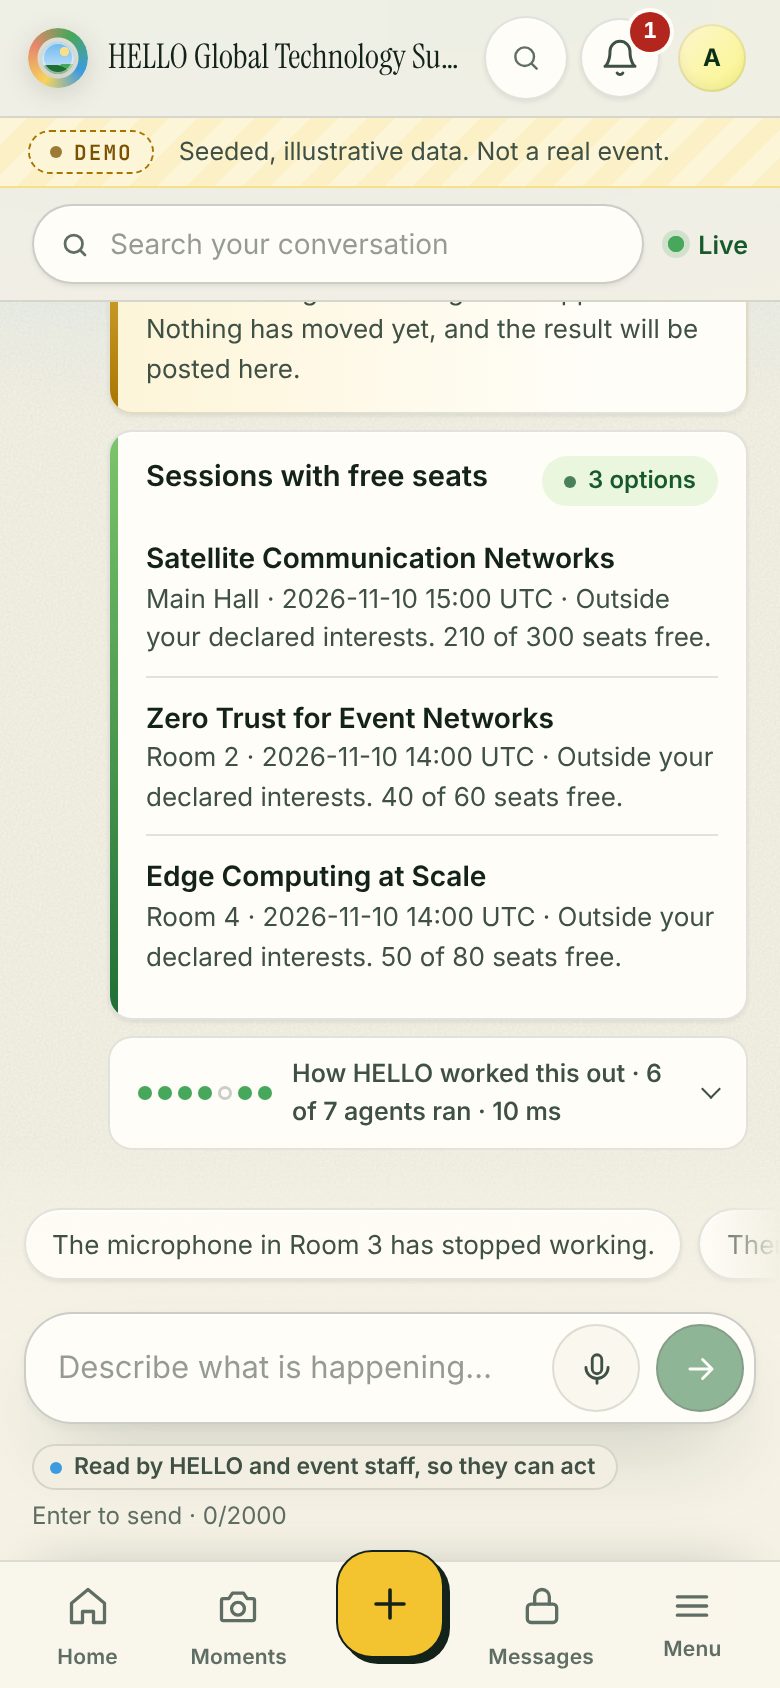 HELLO Global Technology Su...
1
A
DEMO
Seeded, illustrative data. Not a real event.
Search your conversation
Live
Nothing has moved yet, and the result will be
posted here.
Sessions with free seats
3 options
Satellite Communication Networks
Main Hall · 2026-11-10 15:00 UTC · Outside
your declared interests. 210 of 300 seats free.
Zero Trust for Event Networks
Room 2 · 2026-11-10 14:00 UTC · Outside your
declared interests. 40 of 60 seats free.
Edge Computing at Scale
Room 4 · 2026-11-10 14:00 UTC · Outside your
declared interests. 50 of 80 seats free.
How HELLO worked this out · 6
of 7 agents ran · 10 ms
The microphone in Room 3 has stopped working.
Describe what is happening...
Read by HELLO and event staff, so they can act
Enter to send · 0/2000
Home
Moments
Messages
Menu